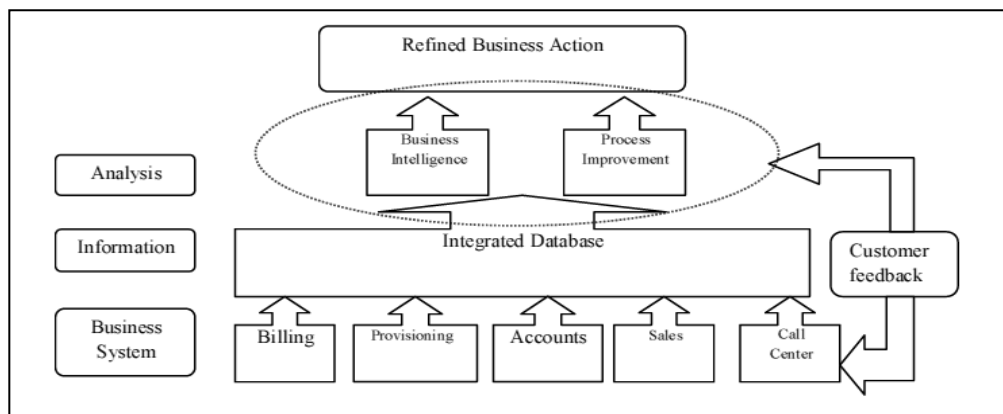 Refined Business Action
Business
Intelligence
Process
Improvement
Analysis
Information
Integrated Database
Customer
feedback
Business
System
Billing
Provisioning
Accounts
Sales
Call
Center